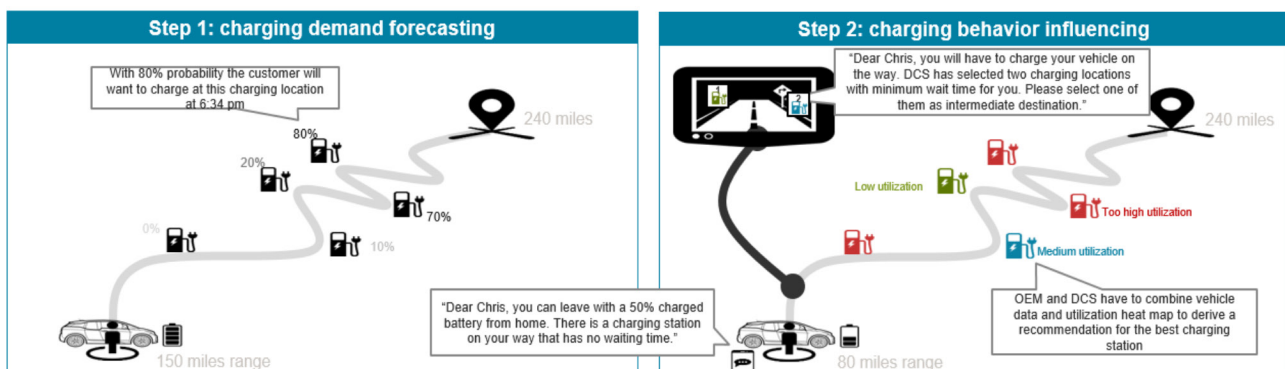 Step 1: charging demand forecasting
With 80% probability the customer will
want to charge at this charging location
at 6:34 pm
240 miles
80%
20%
70%
0%
10%
150 miles range
Step 2: charging behavior influencing
"Dear Chris, you will have to charge your vehicle on
the way. DCS has selected two charging locations
with minimum wait time for you. Please select one of
them as intermediate destination."
1
2
240 miles
Low utilization
Too high utilization
Medium utilization
"Dear Chris, you can leave with a 50% charged
battery from home. There is a charging station
on your way that has no waiting time."
OEM and DCS have to combine vehicle
data and utilization heat map to derive a
recommendation for the best charging
station
80 miles range